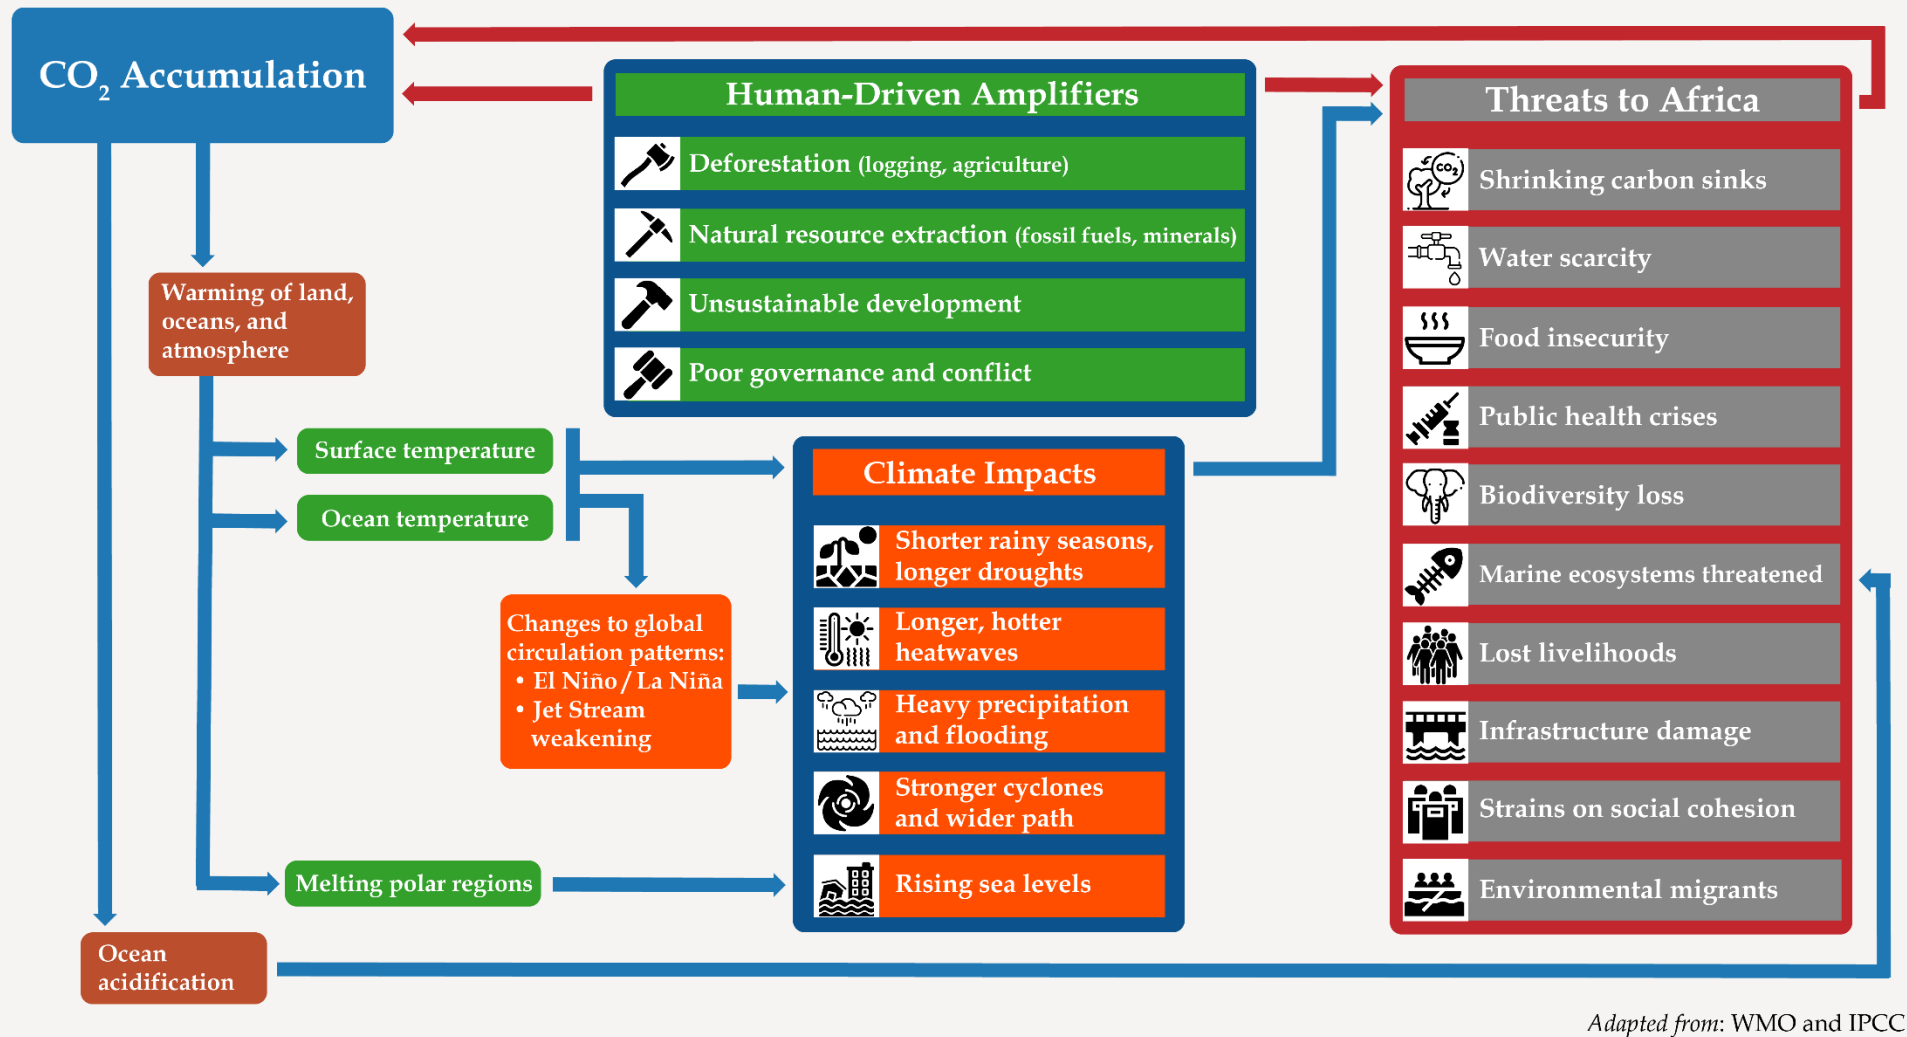 CO₂ Accumulation
Warming of land,
oceans, and
atmosphere
Surface temperature
Ocean temperature
Changes to global
circulation patterns:
• El Niño / La Niña
• Jet Stream
weakening
Melting polar regions
Ocean
acidification
Human-Driven Amplifiers
Deforestation (logging, agriculture)
Natural resource extraction (fossil fuels, minerals)
Unsustainable development
Poor governance and conflict
Climate Impacts
Shorter rainy seasons,
longer droughts
Longer, hotter
heatwaves
Heavy precipitation
and flooding
Stronger cyclones
and wider path
Rising sea levels
Threats to Africa
CO₂
Shrinking carbon sinks
Water scarcity
Food insecurity
Public health crises
Biodiversity loss
Marine ecosystems threatened
Lost livelihoods
Infrastructure damage
Strains on social cohesion
Environmental migrants
Adapted from: WMO and IPCC